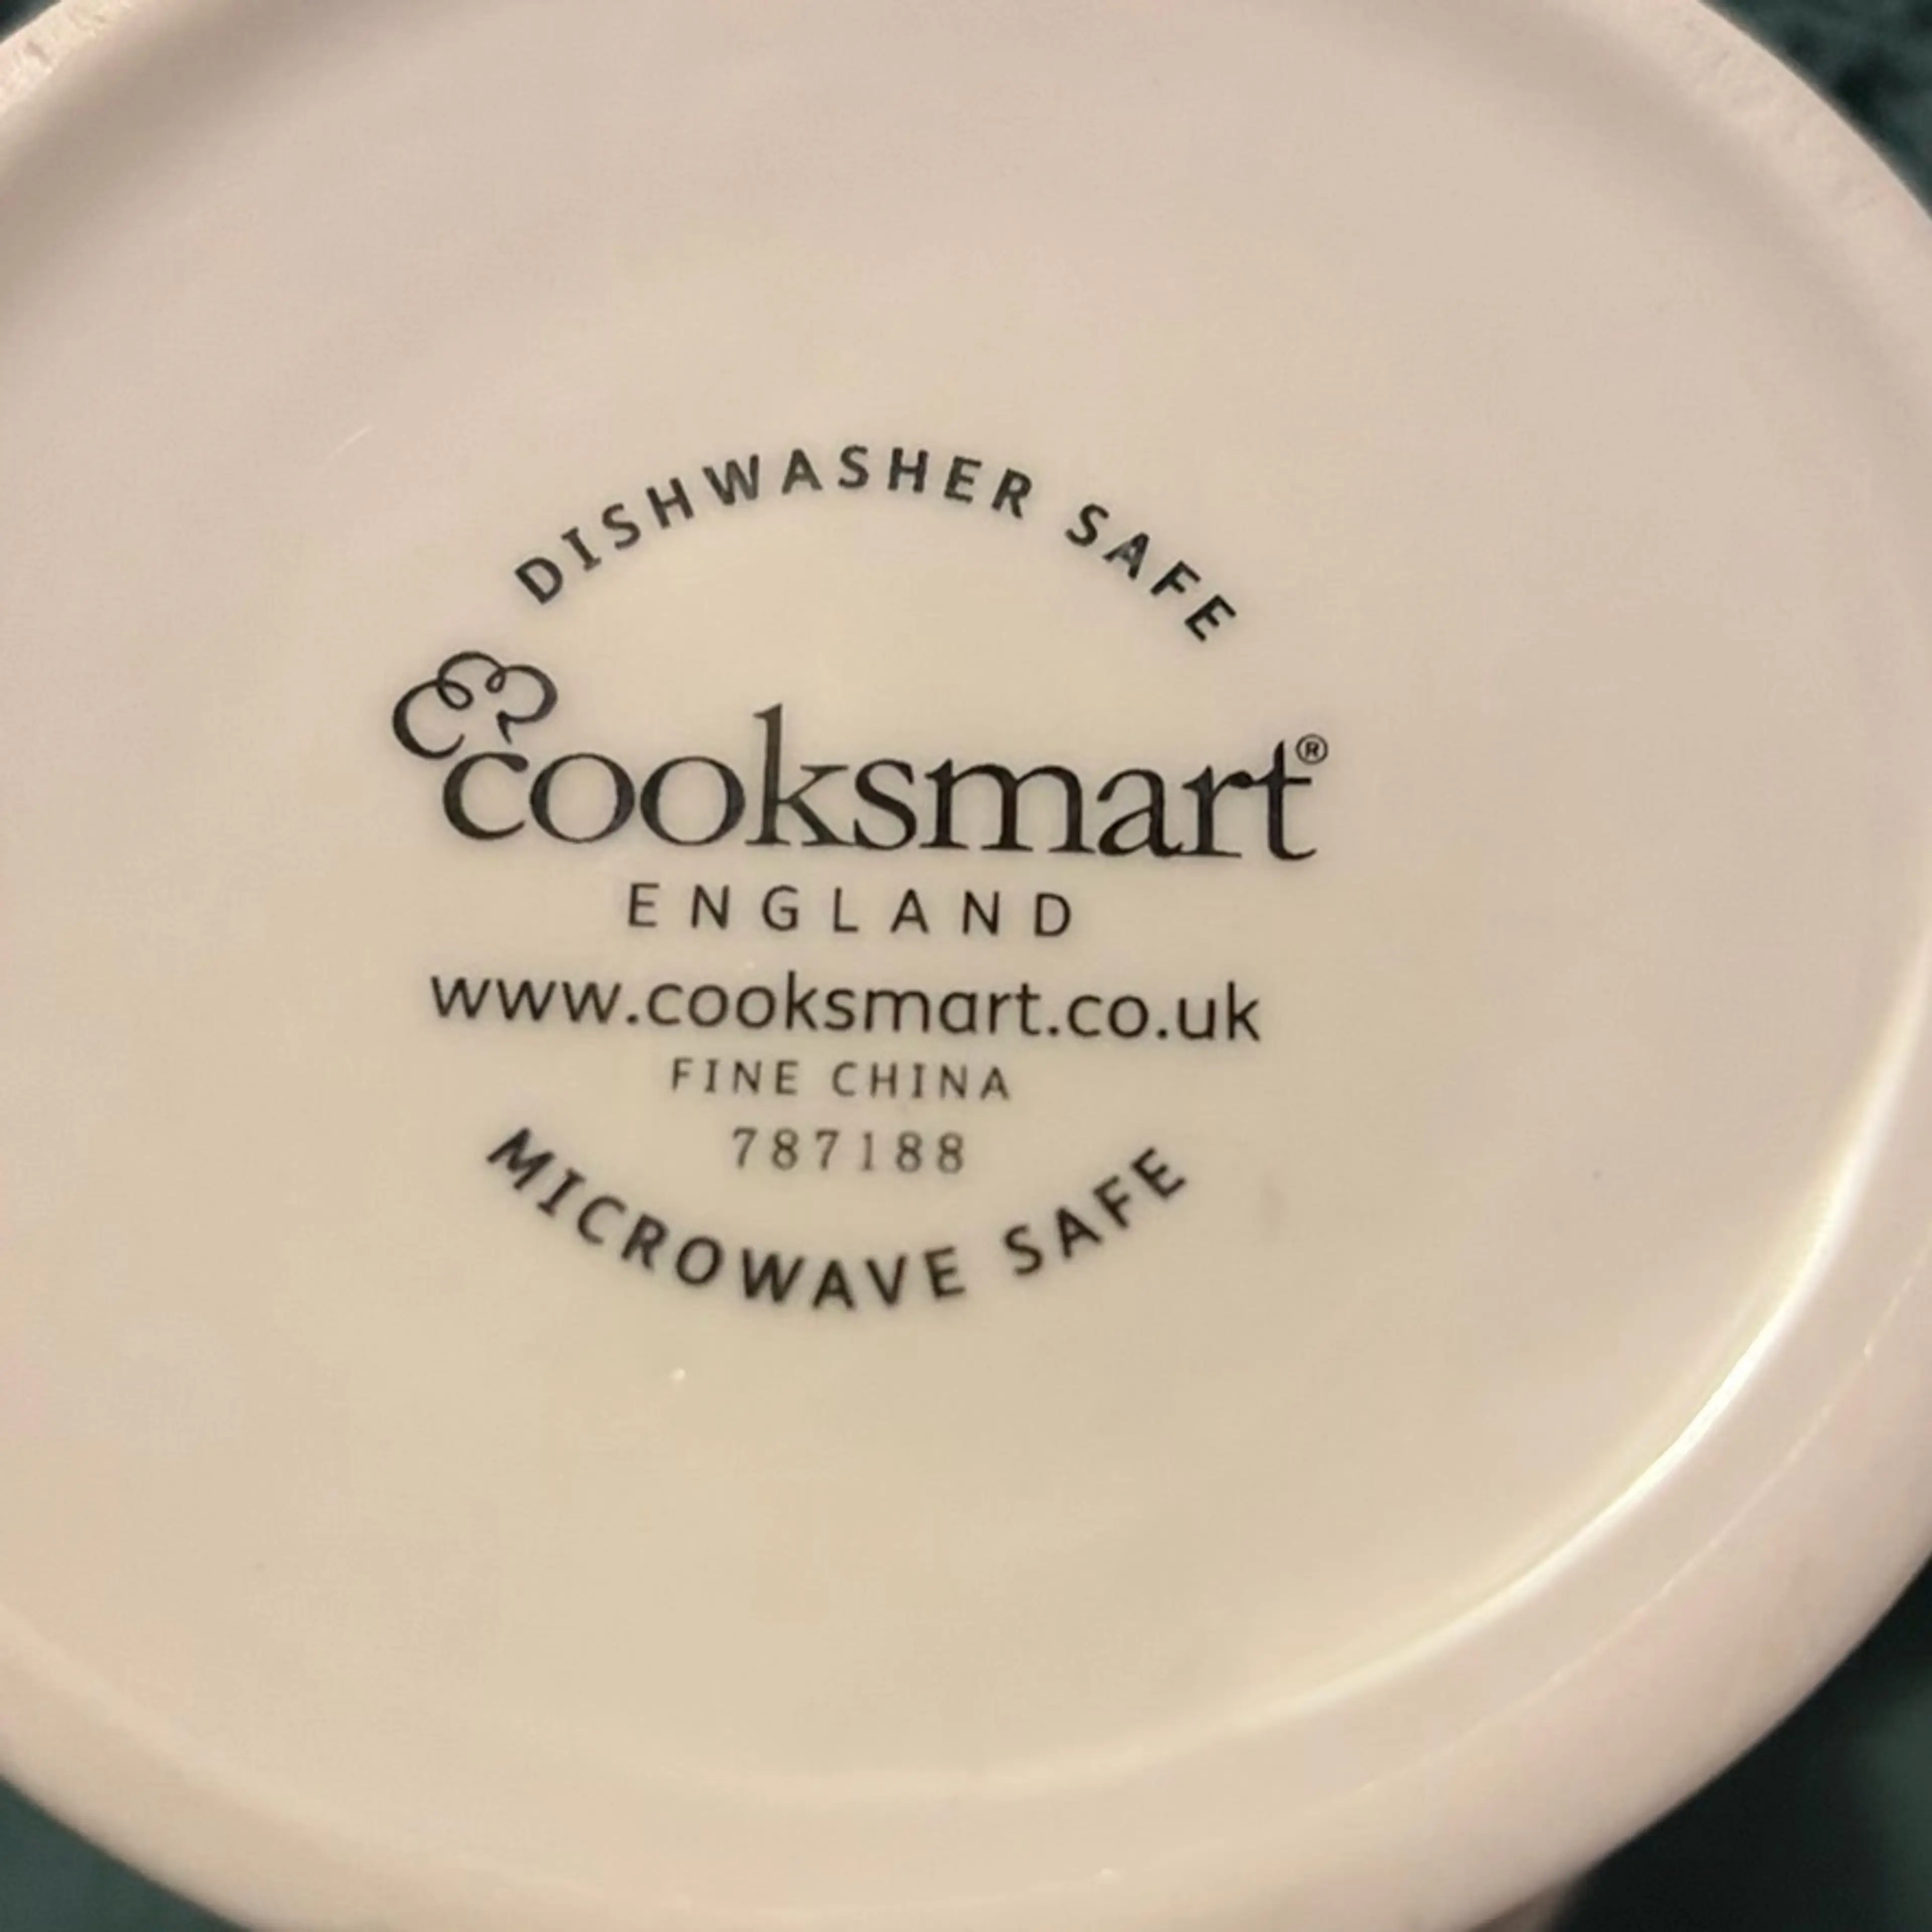 DISHWASHER SAFE
cooksmart®
ENGLAND
www.cooksmart.co.uk
FINE CHINA
787188
MICROWAVE SAFE